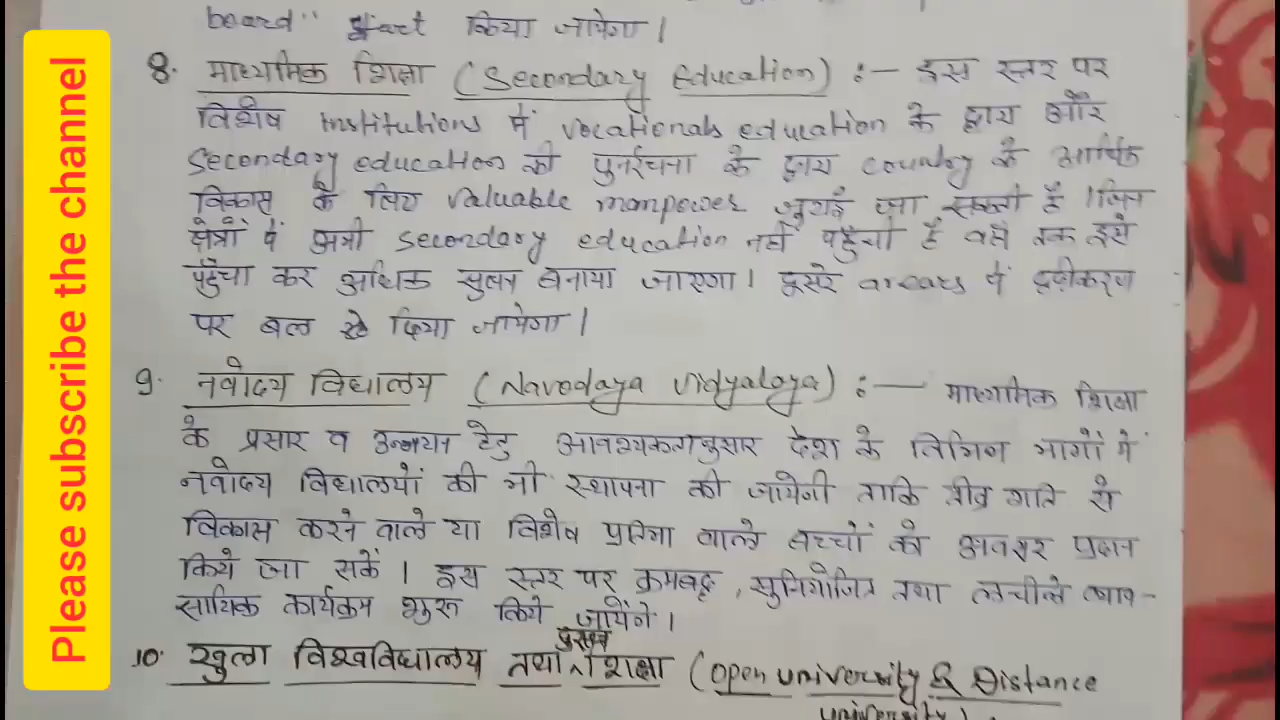 board" start किया जायेगा।
8. माध्यमिक शिक्षा (Secondary Education) :— इस स्तर पर
विशेष institutions में vocationals education के द्वारा और
Secondary education की पुनर्रचना के द्वारा country के आर्थिक
विकास के लिए valuable manpower जुटाई जा सकती है। जिन
क्षेत्रों में अभी secondary education नहीं पहुँची है वहाँ तक इसे
पहुँचा कर अधिक सुलभ बनाया जाएगा। दूसरे areas में दृढ़ीकरण
पर बल दिया जायेगा।
9. नवोदय विद्यालय (Navodaya Vidyaloya) :— माध्यमिक शिक्षा
के प्रसार व उन्नयन हेतु आवश्यकतानुसार देश के विभिन्न भागों में
नवोदय विद्यालयों की भी स्थापना की जायेगी ताकि तीव्र गति से
विकास करने वाले या विशेष प्रतिभा वाले बच्चों को अवसर प्रदान
किये जा सकें। इस स्तर पर क्रमबद्ध, सुनियोजित तथा लचीले व्याव-
सायिक कार्यक्रम शुरू किये जायेंगे।
10. खुला विश्वविद्यालय तथा दूरस्थ शिक्षा (Open university & Distance
university)
Please subscribe the channel